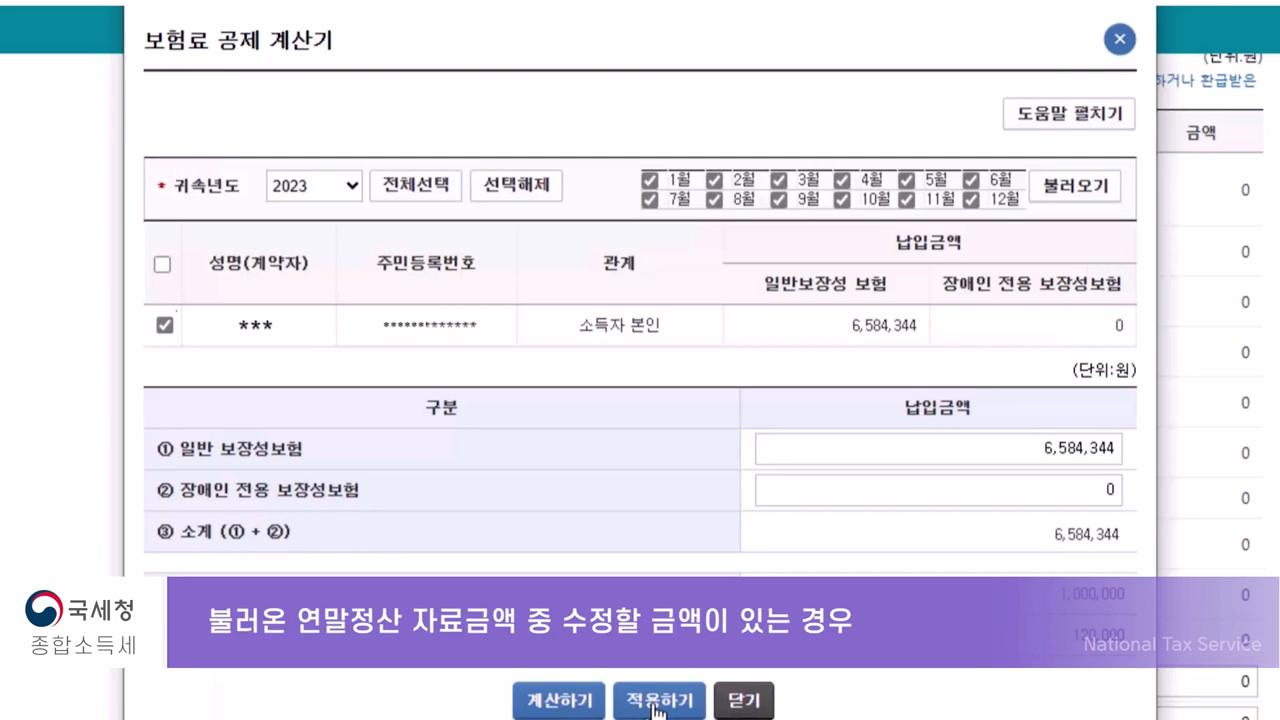 보험료 공제 계산기
(단위:원)
하거나 환급받은
도움말 펼치기
금액
* 귀속년도 2023 전체선택 선택해제 1월 2월 3월 4월 5월 6월 불러오기
7월 8월 9월 10월 11월 12월
0
성명(계약자) 주민등록번호 관계 납입금액
일반보장성 보험 장애인 전용 보장성보험
0
0
*** ************* 소득자 본인 6,584,344 0
0
(단위:원)
구분 납입금액
0
① 일반 보장성보험 6,584,344
0
② 장애인 전용 보장성보험 0
0
③ 소계 (① + ②) 6,584,344
0
1,000,000 0
국세청
종합소득세
불러온 연말정산 자료금액 중 수정할 금액이 있는 경우
120,000 0
National Tax Service
0
계산하기 적용하기 닫기